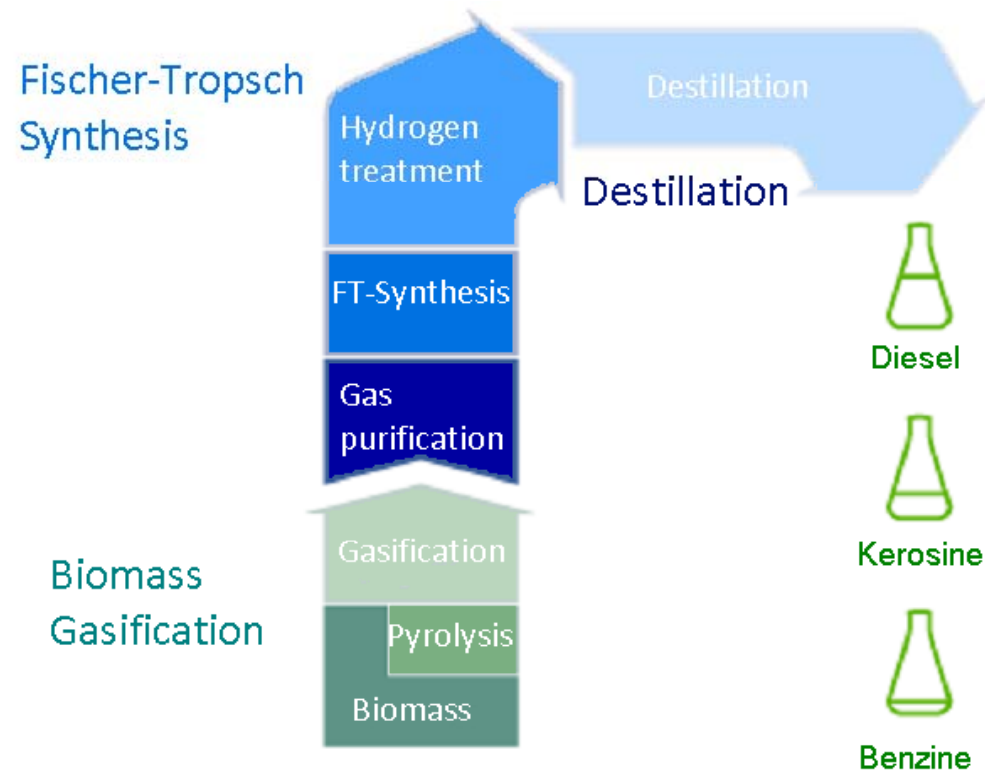 Fischer-Tropsch
Synthesis
Hydrogen
treatment
Destillation
Destillation
FT-Synthesis
Gas
purification
Diesel
Kerosine
Biomass
Gasification
Gasification
Pyrolysis
Biomass
Benzine